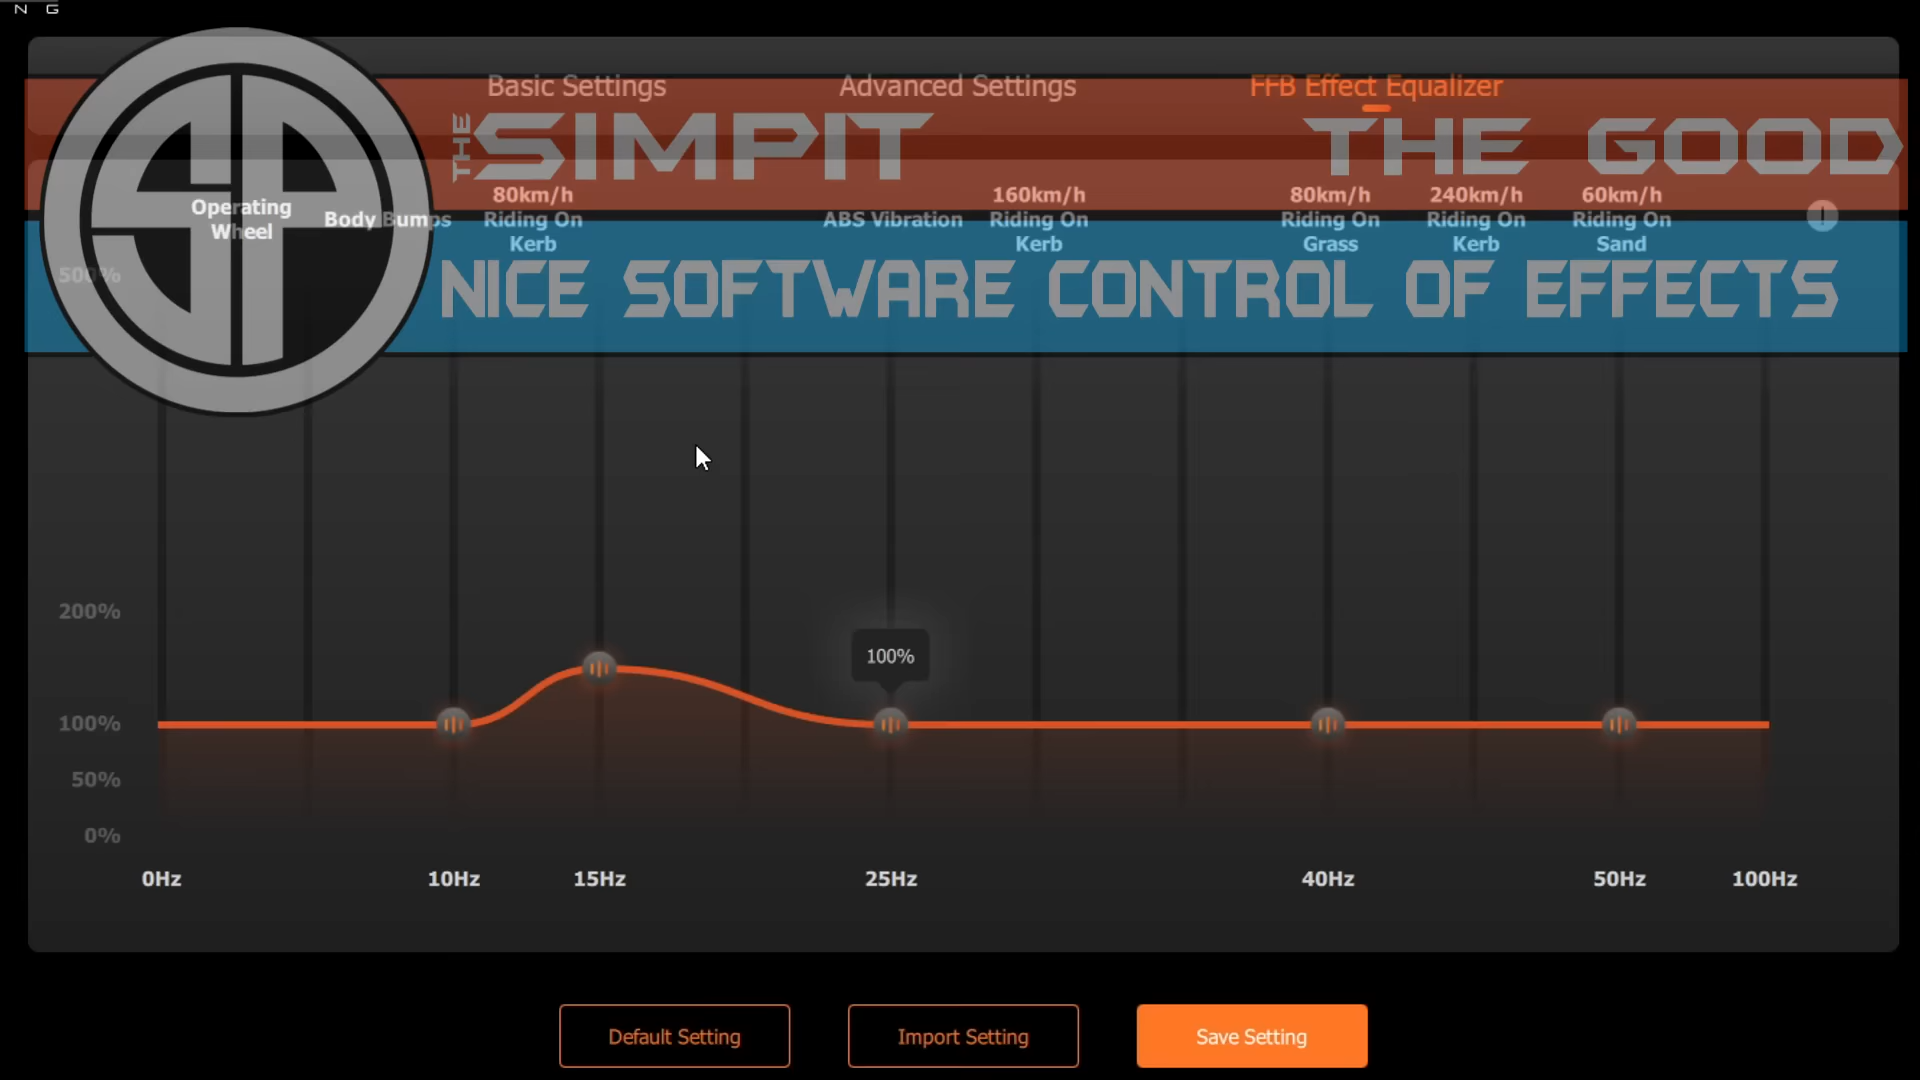 N G
Basic Settings Advanced Settings FFB Effect Equalizer
THE SIMPIT THE GOOD
80km/h 160km/h 80km/h 240km/h 60km/h
Operating Body Bumps Riding On ABS Vibration Riding On Riding On Riding On Riding On
Wheel Kerb Kerb Grass Kerb Sand
500%
NICE SOFTWARE CONTROL OF EFFECTS
200%
100%
100%
50%
0%
0Hz 10Hz 15Hz 25Hz 40Hz 50Hz 100Hz
Default Setting Import Setting Save Setting